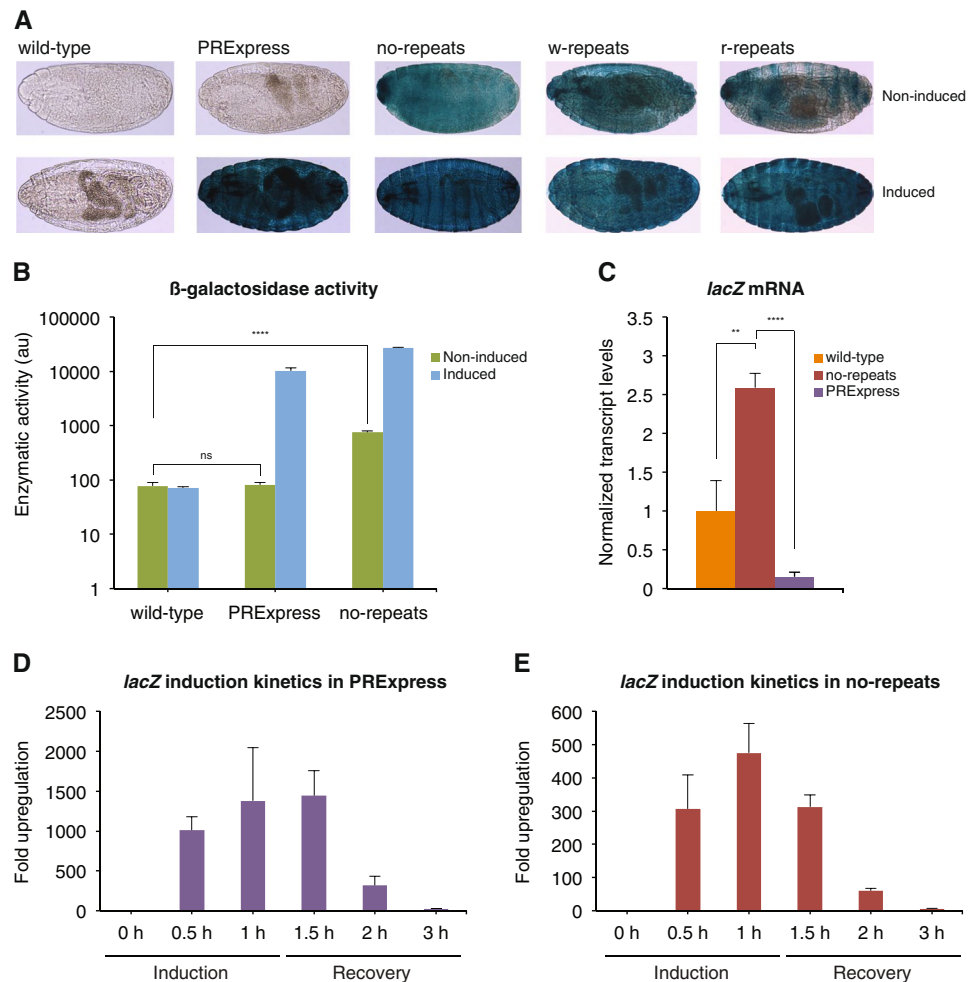 A
wild-type PRExpress no-repeats w-repeats r-repeats
Non-induced
Induced
B
ß-galactosidase activity
Enzymatic activity (au)
100000
10000
1000
100
10
1
****
ns
Non-induced
Induced
wild-type PRExpress no-repeats
C
lacZ mRNA
Normalized transcript levels
3.5
3
2.5
2
1.5
1
0.5
0
** ****
wild-type
no-repeats
PRExpress
D
lacZ induction kinetics in PRExpress
Fold upregulation
2500
2000
1500
1000
500
0
0 h 0.5 h 1 h 1.5 h 2 h 3 h
Induction Recovery
E
lacZ induction kinetics in no-repeats
Fold upregulation
600
500
400
300
200
100
0
0 h 0.5 h 1 h 1.5 h 2 h 3 h
Induction Recovery